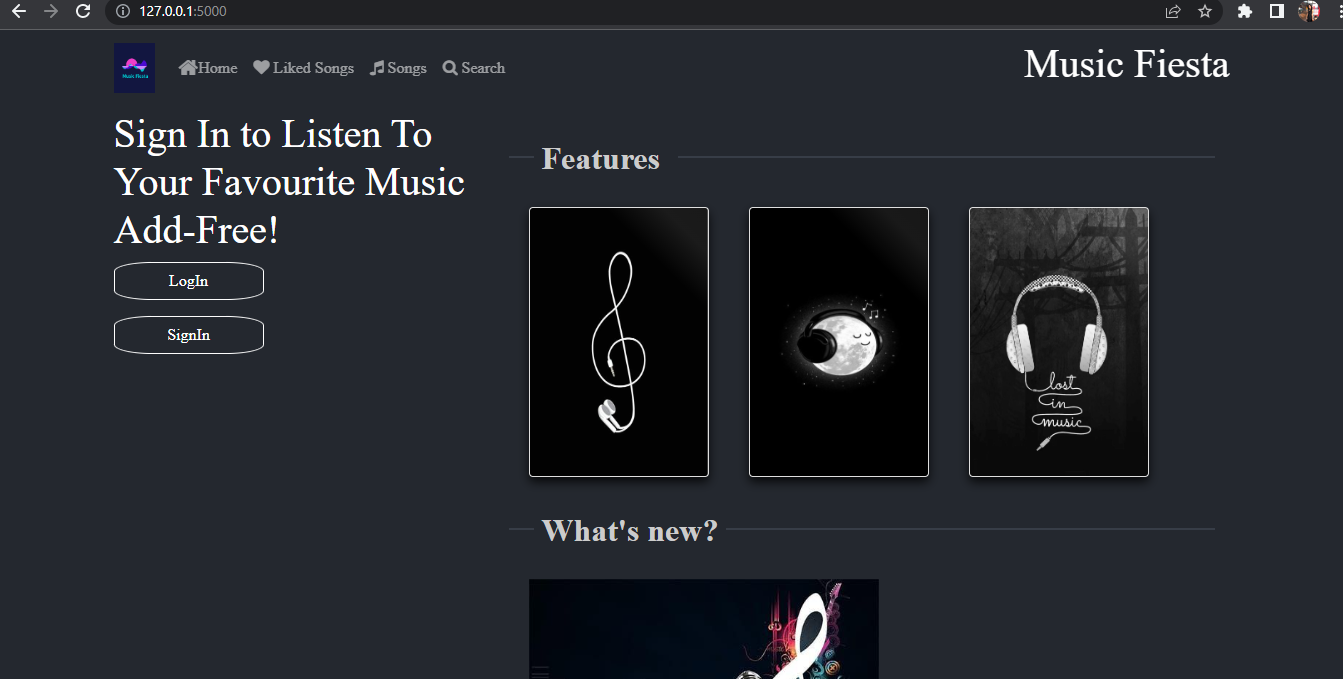 127.0.0.1:5000
Music Fiesta
Home
Liked Songs
Songs
Search
Music Fiesta
Sign In to Listen To
Your Favourite Music
Add-Free!
LogIn
SignIn
Features
lost
in
music
What's new?